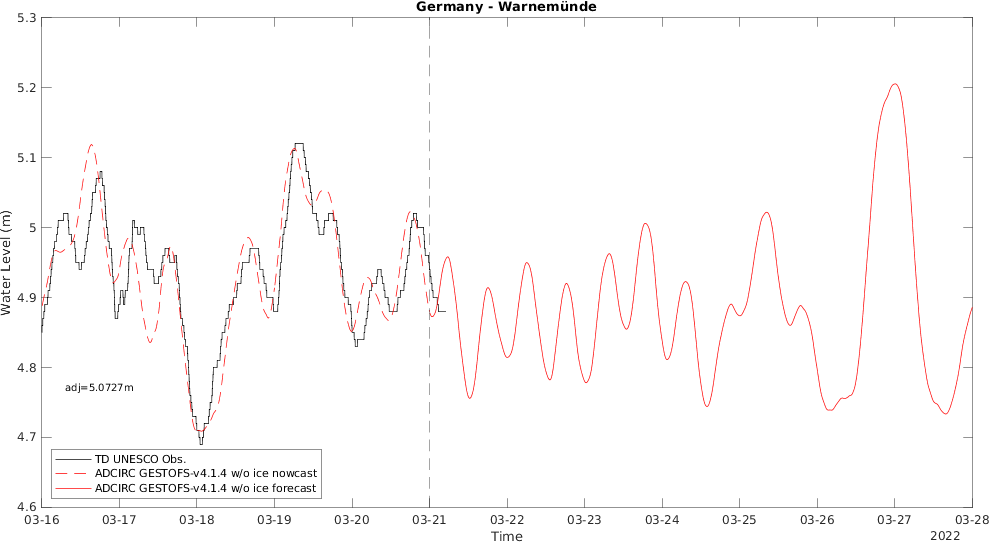 Germany - Warnemünde
5.3
5.2
5.1
5
4.9
4.8
4.7
4.6
Water Level (m)
adj=5.0727m
TD UNESCO Obs.
ADCIRC GESTOFS-v4.1.4 w/o ice nowcast
ADCIRC GESTOFS-v4.1.4 w/o ice forecast
03-16 03-17 03-18 03-19 03-20 03-21 03-22 03-23 03-24 03-25 03-26 03-27 03-28
Time
2022